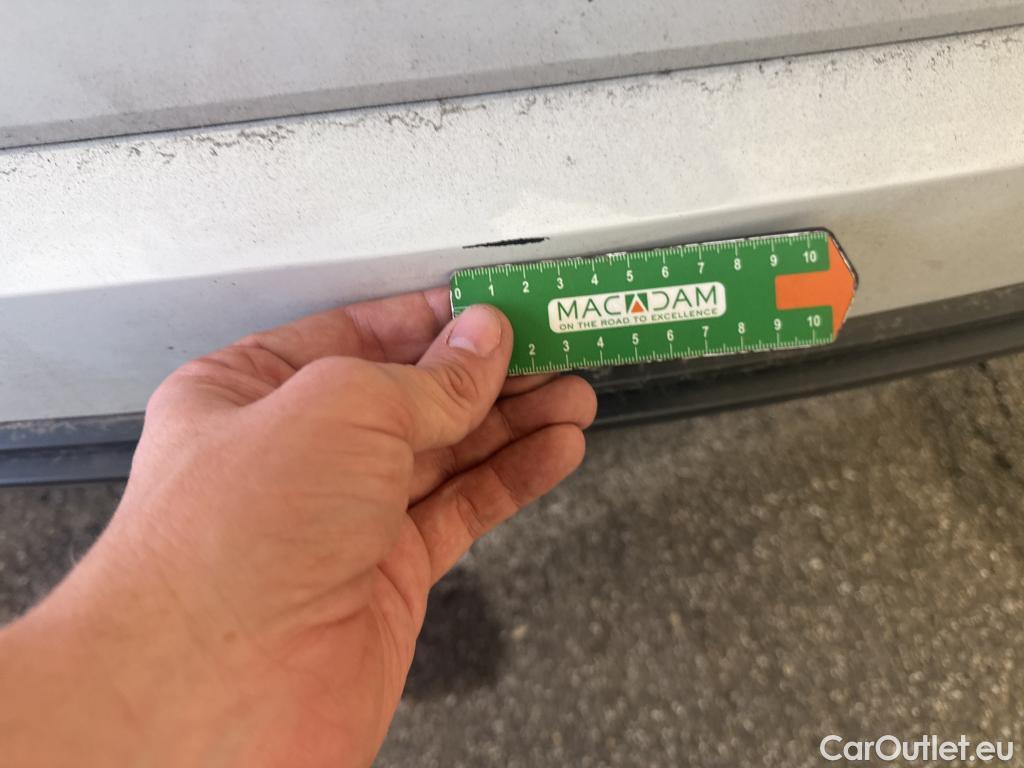 0 1 2 3 4 5 6 7 8 9 10
MACADAM
ON THE ROAD TO EXCELLENCE
2 3 4 5 6 7 8 9 10
CarOutlet.eu